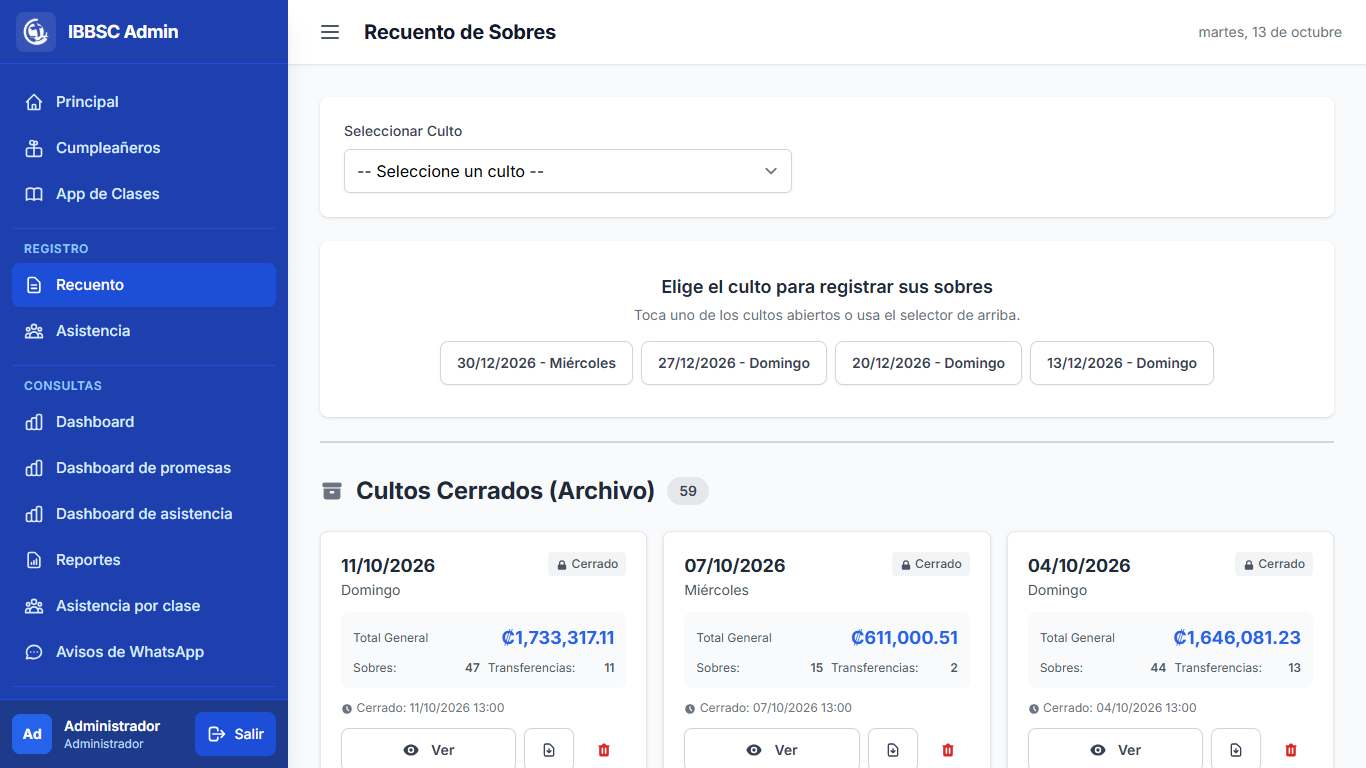 IBBSC Admin
Principal
Cumpleañeros
App de Clases
REGISTRO
Recuento
Asistencia
CONSULTAS
Dashboard
Dashboard de promesas
Dashboard de asistencia
Reportes
Asistencia por clase
Avisos de WhatsApp
Ad
Administrador
Administrador
Salir
Recuento de Sobres
martes, 13 de octubre
Seleccionar Culto
-- Seleccione un culto --
Elige el culto para registrar sus sobres
Toca uno de los cultos abiertos o usa el selector de arriba.
30/12/2026 - Miércoles
27/12/2026 - Domingo
20/12/2026 - Domingo
13/12/2026 - Domingo
Cultos Cerrados (Archivo) 59
11/10/2026 Cerrado
Domingo
Total General ₡1,733,317.11
Sobres: 47 Transferencias: 11
Cerrado: 11/10/2026 13:00
Ver
07/10/2026 Cerrado
Miércoles
Total General ₡611,000.51
Sobres: 15 Transferencias: 2
Cerrado: 07/10/2026 13:00
Ver
04/10/2026 Cerrado
Domingo
Total General ₡1,646,081.23
Sobres: 44 Transferencias: 13
Cerrado: 04/10/2026 13:00
Ver